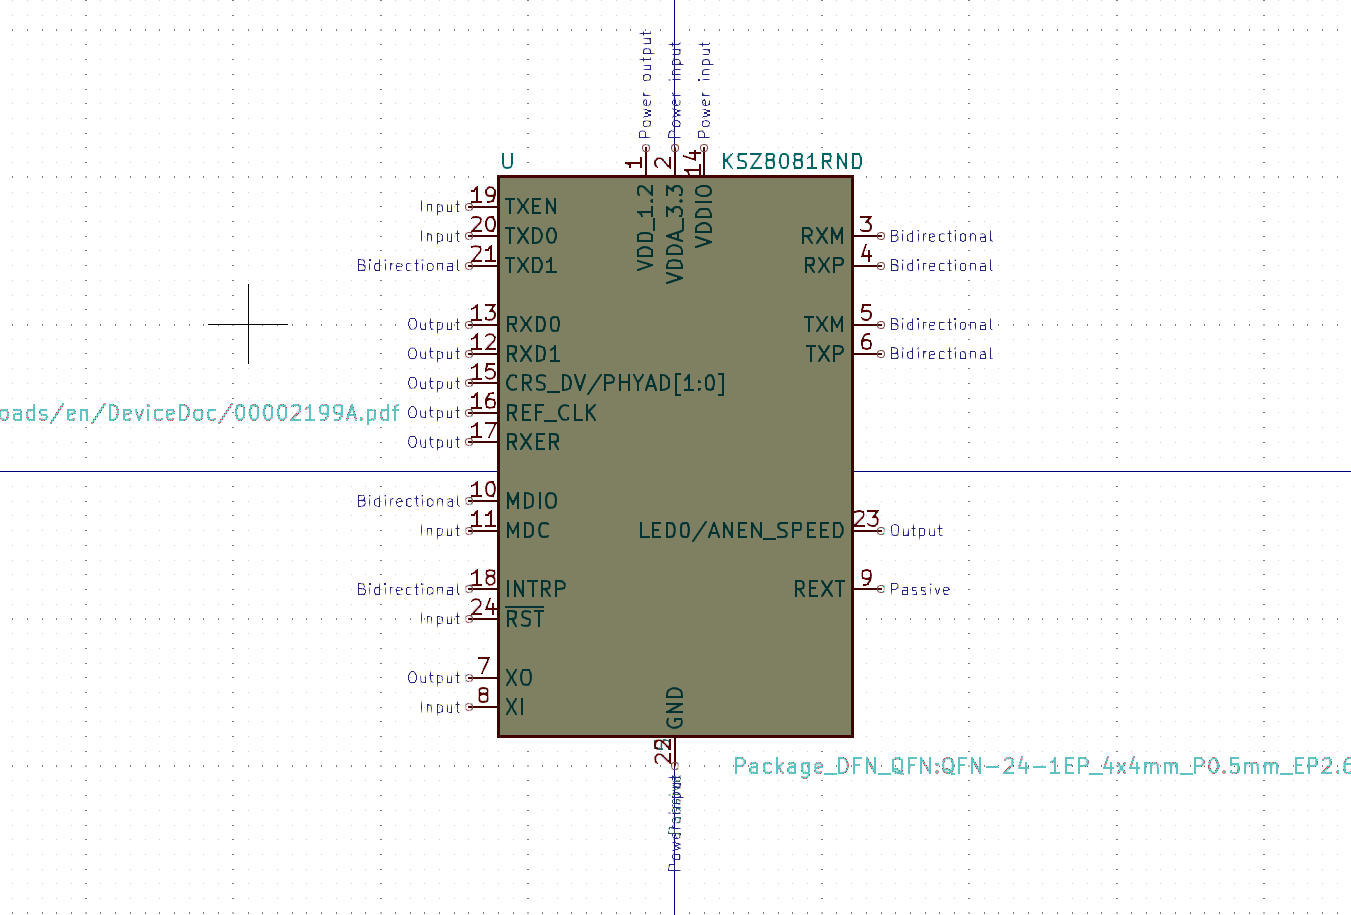 Power output
Power input
Power input
1
2
14
U
KSZ8081RND
VDD_1.2
VDDA_3.3
VDDIO
Input 19 TXEN
Input 20 TXD0
Bidirectional 21 TXD1
RXM 3 Bidirectional
RXP 4 Bidirectional
Output 13 RXD0
TXM 5 Bidirectional
Output 12 RXD1
TXP 6 Bidirectional
Output 15 CRS_DV/PHYAD[1:0]
oads/en/DeviceDoc/00002199A.pdf
Output 16 REF_CLK
Output 17 RXER
Bidirectional 10 MDIO
Input 11 MDC
LED0/ANEN_SPEED 23 Output
Bidirectional 18 INTRP
REXT 9 Passive
Input 24 RST
Output 7 XO
Input 8 XI
GND
22
Package_DFN_QFN:QFN-24-1EP_4x4mm_P0.5mm_EP2.6